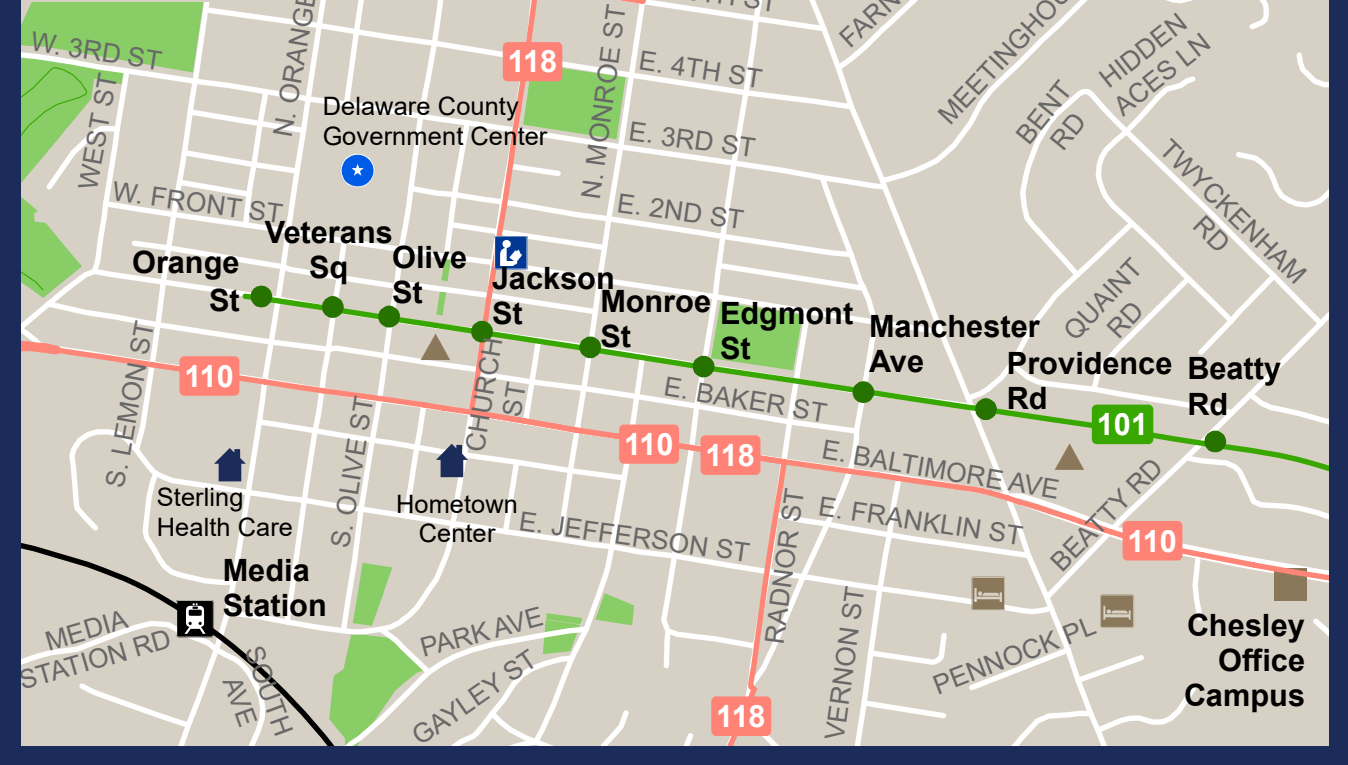 W. 3RD ST
N. ORANGE
118
N. MONROE ST
E. 4TH ST
MEETINGHOU
HIDDEN
ACES LN
BENT
RD
WEST ST
Delaware County
Government Center
E. 3RD ST
TWYCKENHAM
RD
W. FRONT ST
E. 2ND ST
Veterans
Sq
Orange
St
Olive
St
Jackson
St
Monroe
St
Edgmont
St
Manchester
Ave
QUAINT
RD
Providence
Rd
Beatty
Rd
S. LEMON ST
110
CHURCH
ST
E. BAKER ST
101
S. OLIVE ST
110
118
E. BALTIMORE AVE
Sterling
Health Care
Hometown
Center
E. JEFFERSON ST
RADNOR ST
E. FRANKLIN ST
BEATTY RD
110
Media
Station
MEDIA
STATION RD
SOUTH
AVE
PARK AVE
GAYLEY ST
118
VERNON ST
PENNOCK PL
Chesley
Office
Campus